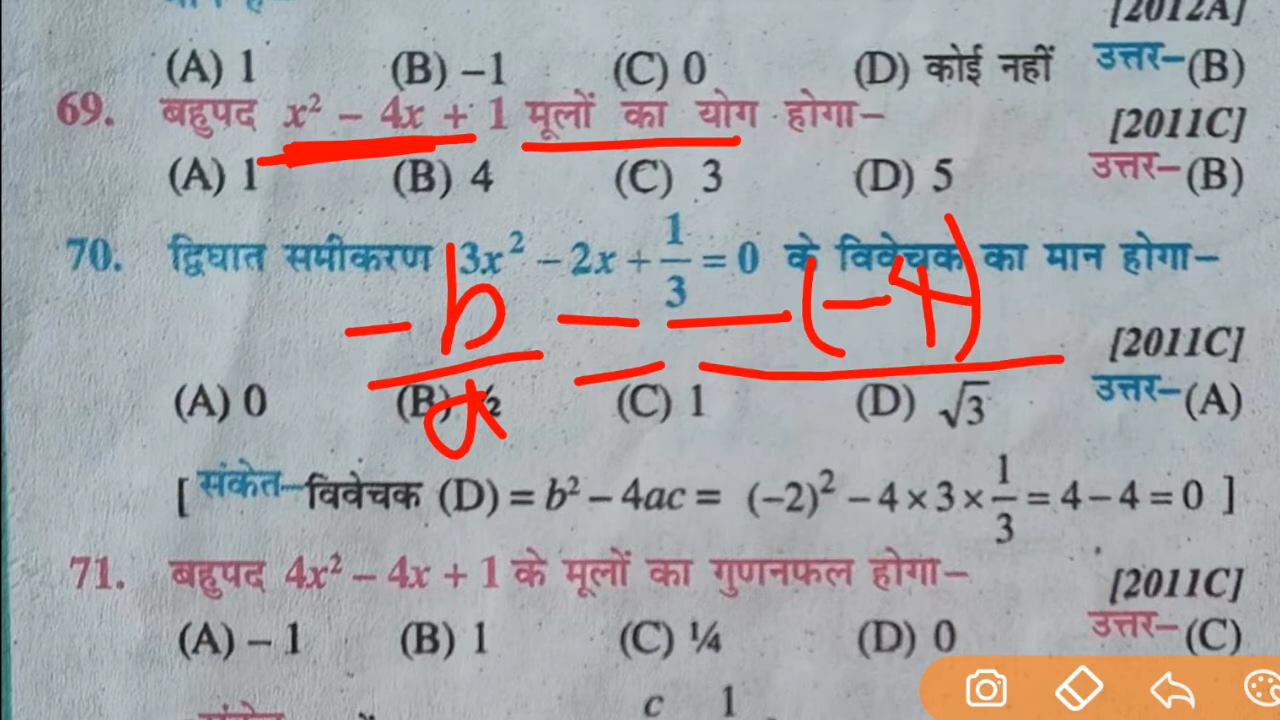 [2012A]
(A) 1 (B) –1 (C) 0 (D) कोई नहीं उत्तर–(B)
69. बहुपद x² – 4x + 1 मूलों का योग होगा–
[2011C]
(A) 1 (B) 4 (C) 3 (D) 5 उत्तर–(B)
70. द्विघात समीकरण 3x² – 2x + 1/3 = 0 के विवेचक का मान होगा–
–b/a = –(–4)/
[2011C]
(A) 0 (B) ½ (C) 1 (D) √3 उत्तर–(A)
[ संकेत–विवेचक (D) = b² – 4ac = (–2)² – 4 × 3 × 1/3 = 4 – 4 = 0 ]
71. बहुपद 4x² – 4x + 1 के मूलों का गुणनफल होगा–
[2011C]
(A) – 1 (B) 1 (C) ¼ (D) 0 उत्तर–(C)
c 1